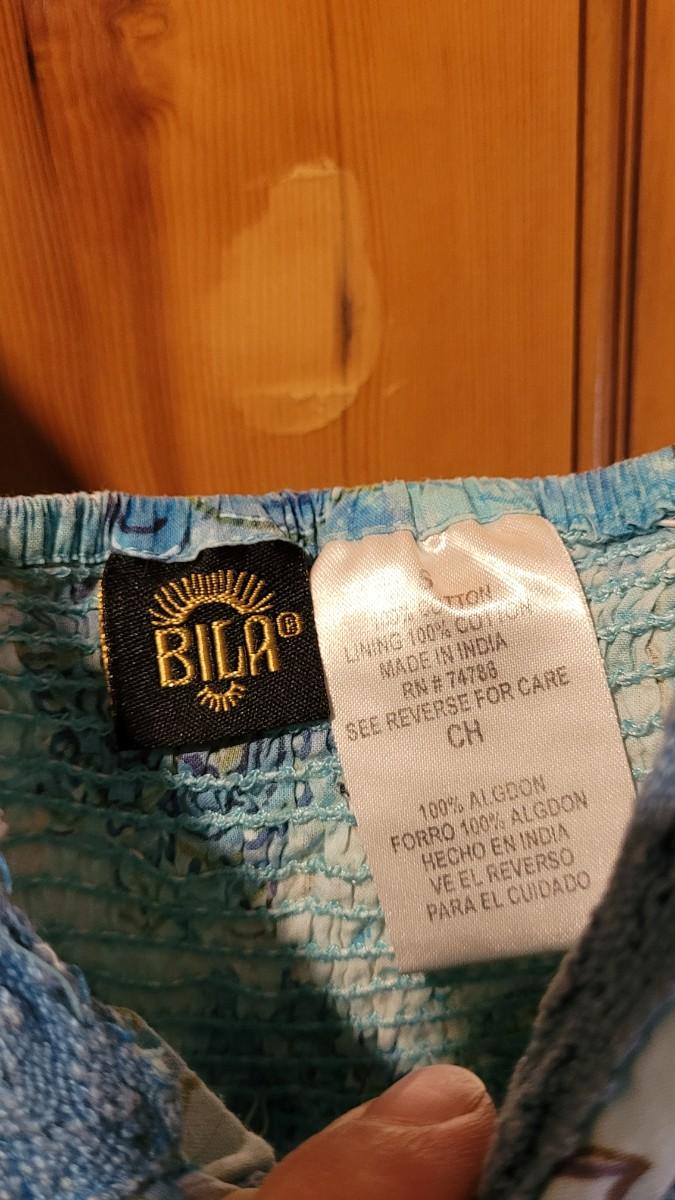 BILA®
S
100% COTTON
LINING 100% COTTON
MADE IN INDIA
RN # 74786
SEE REVERSE FOR CARE
CH
100% ALGDON
FORRO 100% ALGDON
HECHO EN INDIA
VE EL REVERSO
PARA EL CUIDADO